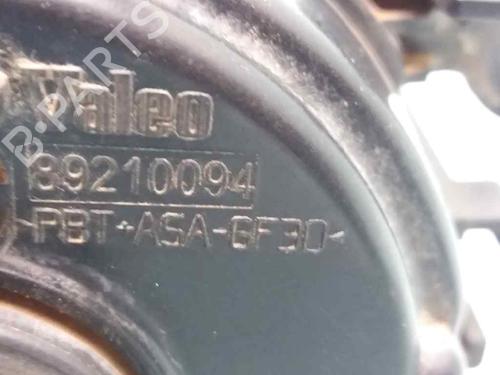 B-PARTS
Valeo
89210094
>PBT+ASA-GF30<